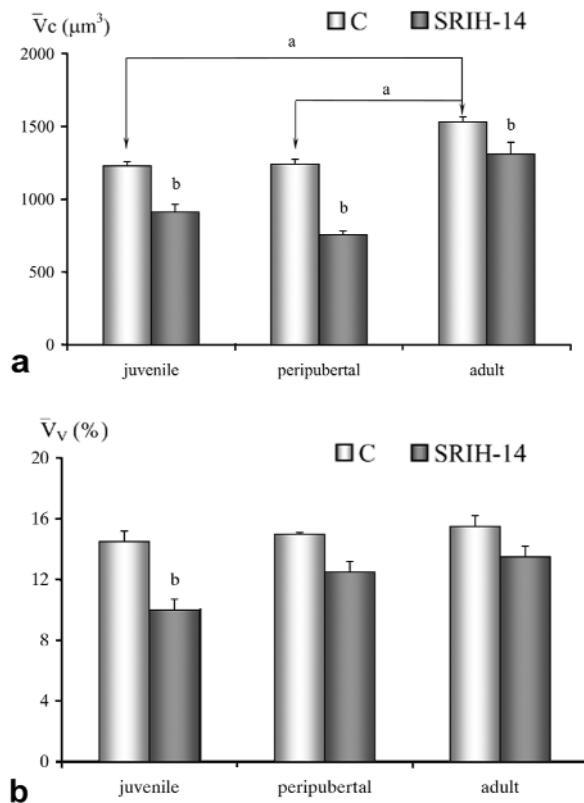 V̅c (μm³)
C SRIH-14
2000
1500
1000
500
0
a
a
b
b
b
juvenile peripubertal adult
a
V̅ᵥ (%)
C SRIH-14
20
16
12
8
4
0
b
juvenile peripubertal adult
b